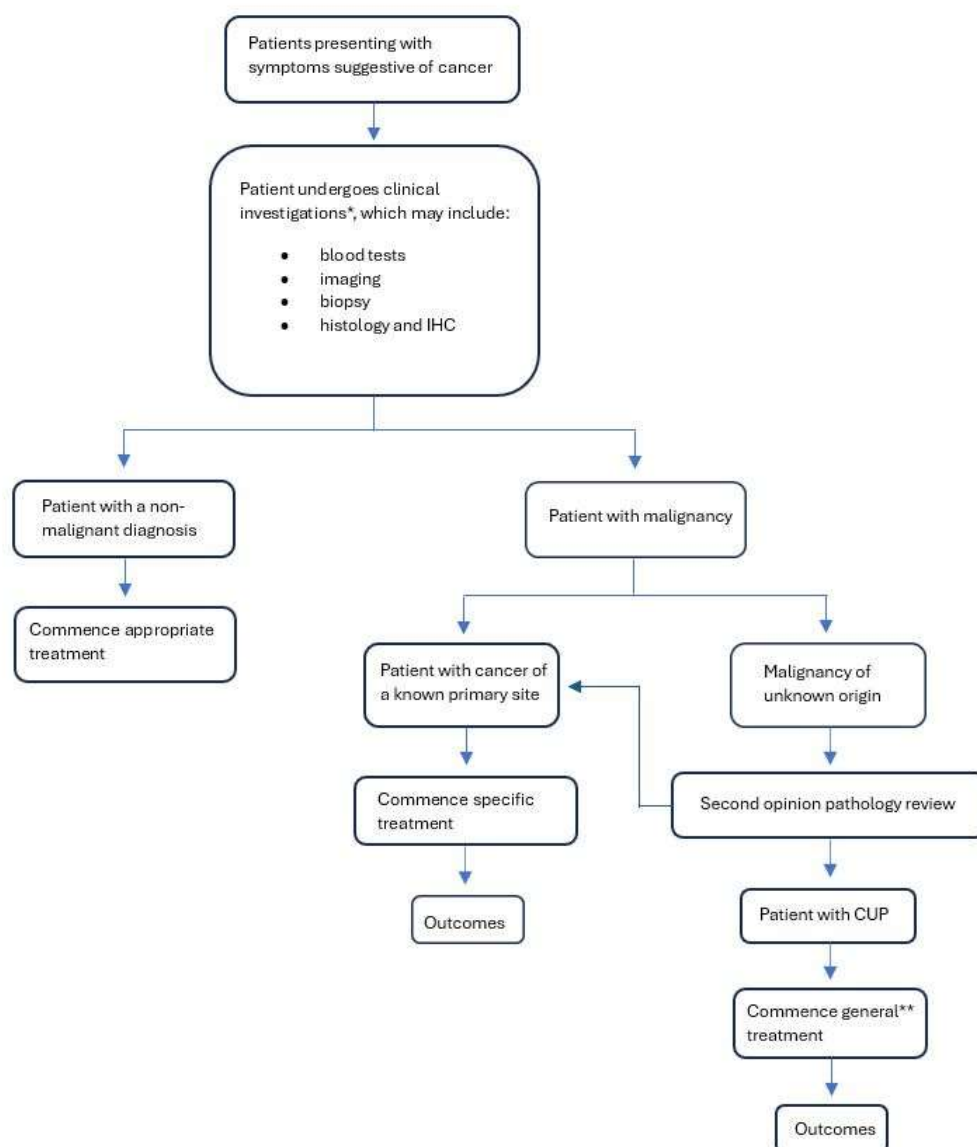 Patients presenting with
symptoms suggestive of cancer
Patient undergoes clinical
investigations*, which may include:
• blood tests
• imaging
• biopsy
• histology and IHC
Patient with a non-
malignant diagnosis
Patient with malignancy
Commence appropriate
treatment
Patient with cancer of
a known primary site
Malignancy of
unknown origin
Commence specific
treatment
Second opinion pathology review
Outcomes
Patient with CUP
Commence general**
treatment
Outcomes